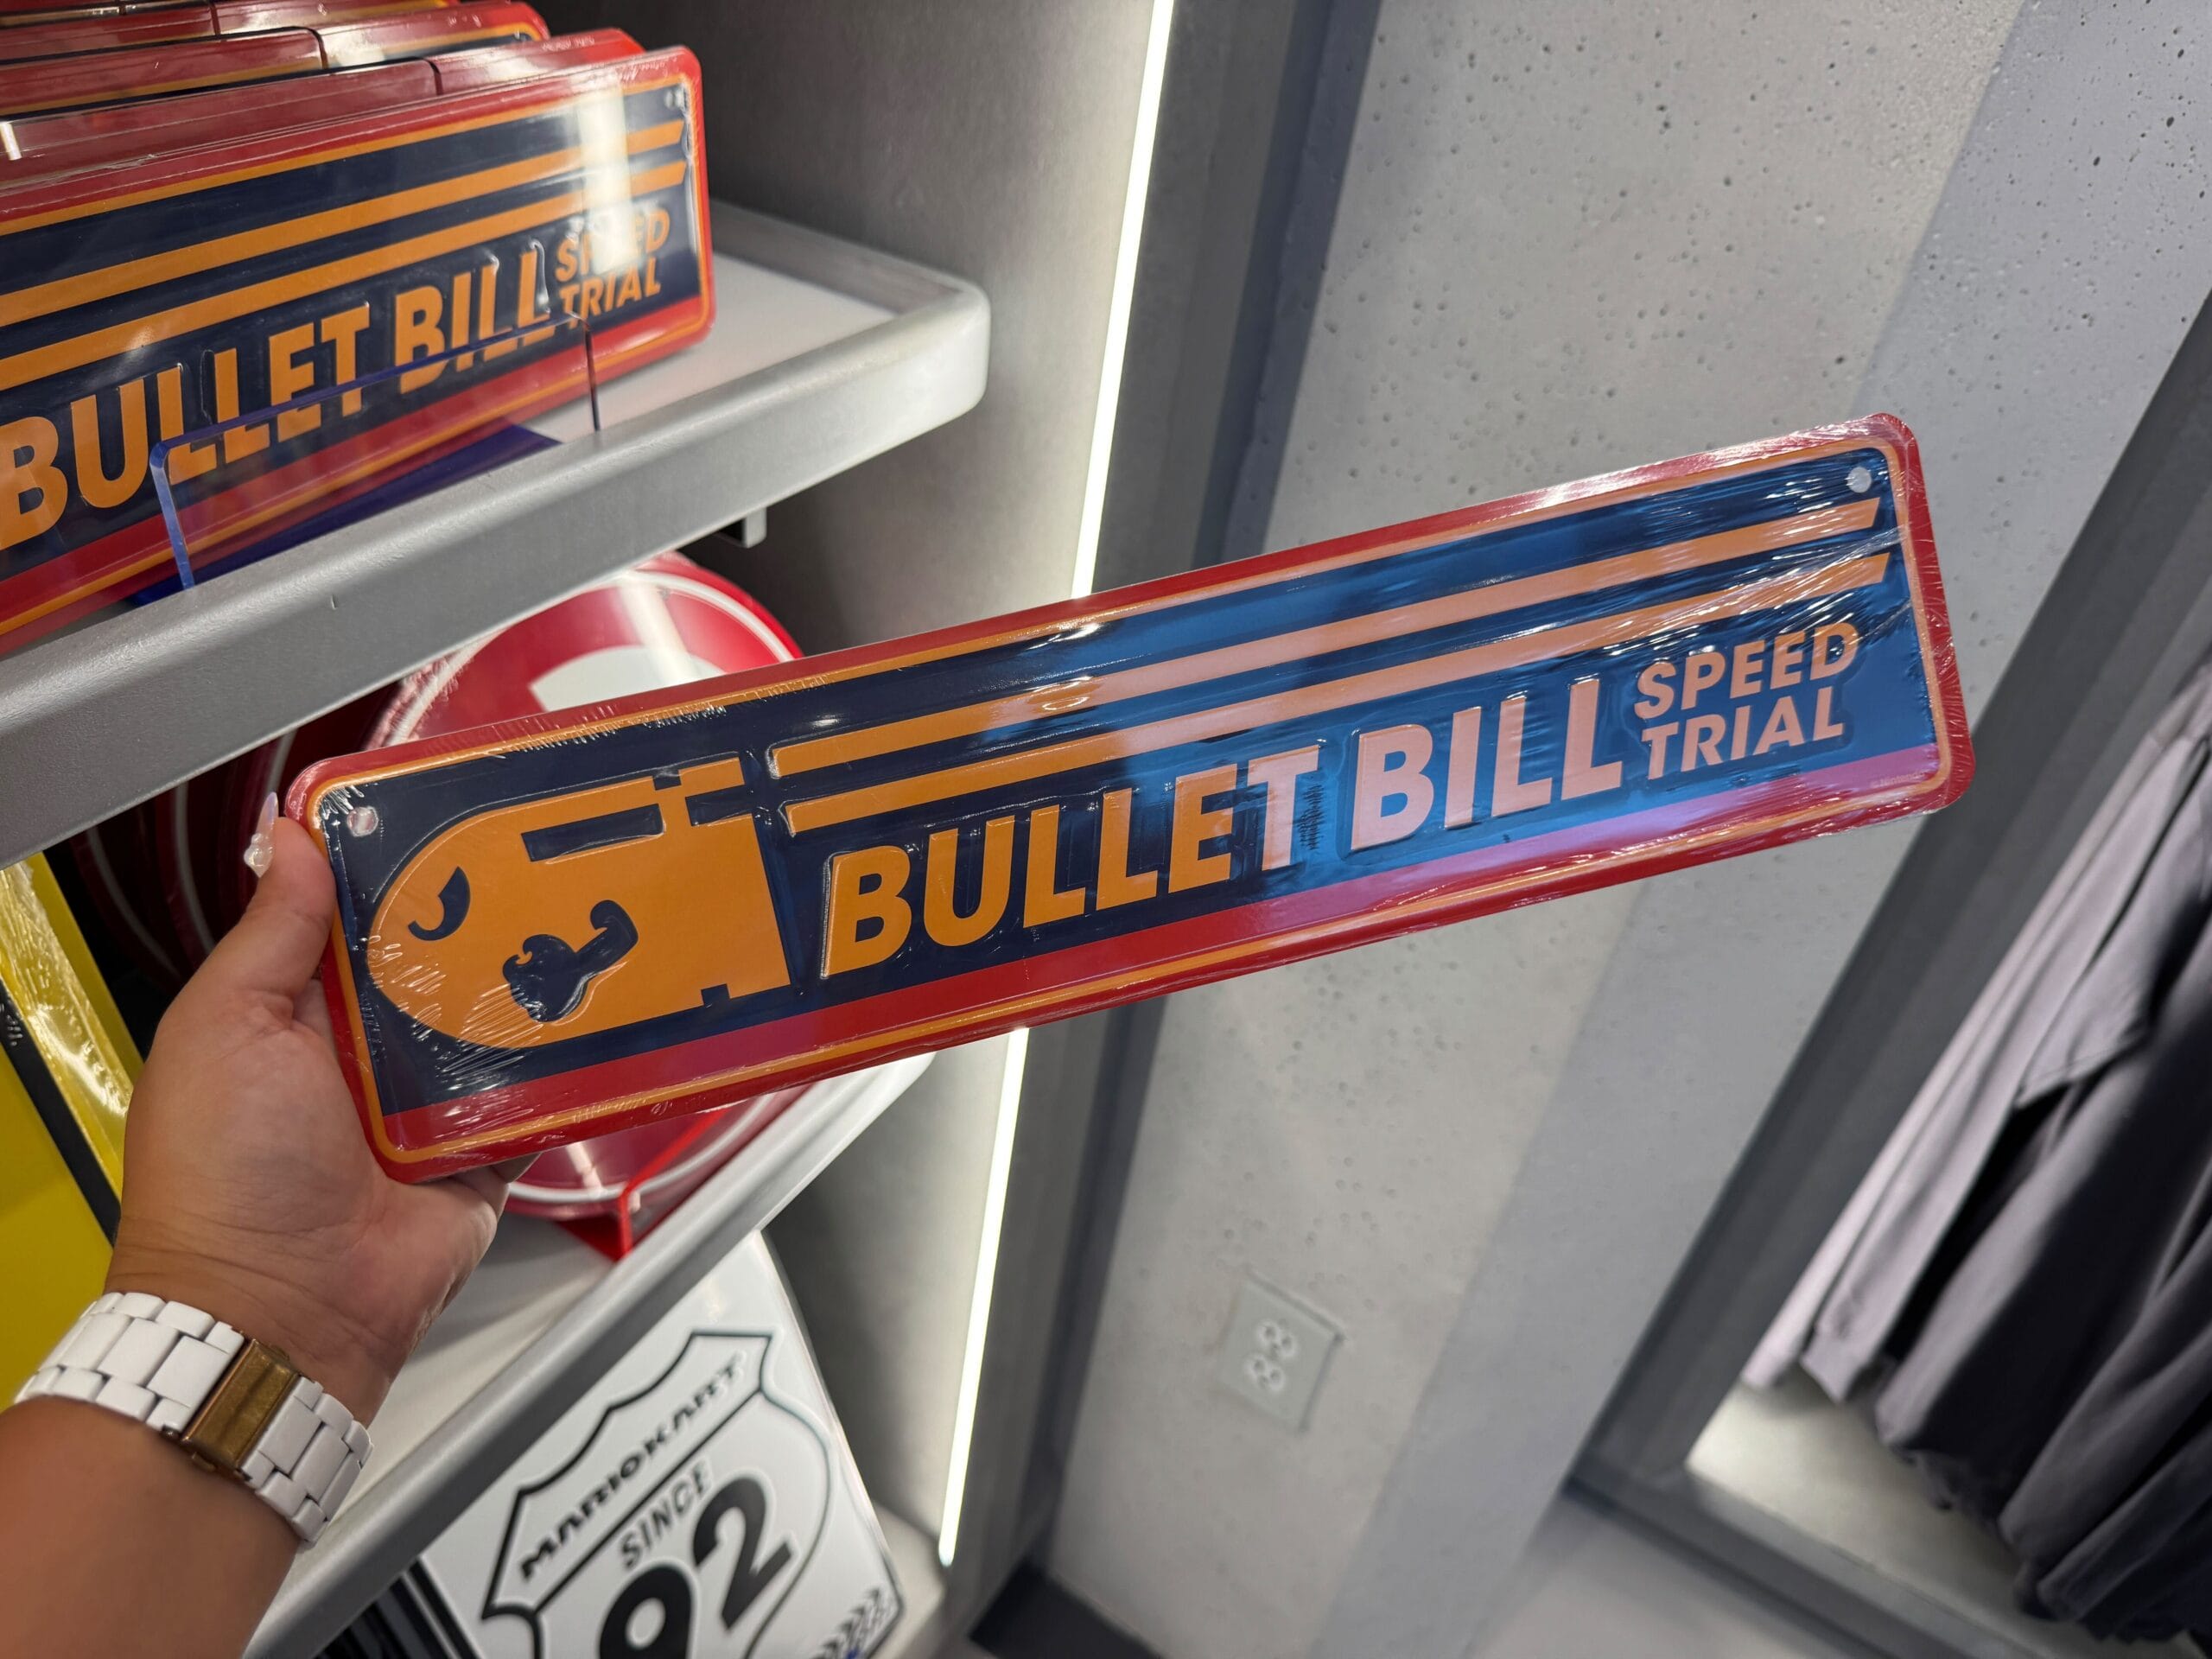 BULLET BILL
SPEED
TRIAL
BULLET BILL
SPEED
TRIAL
MARIOKART
SINCE
92